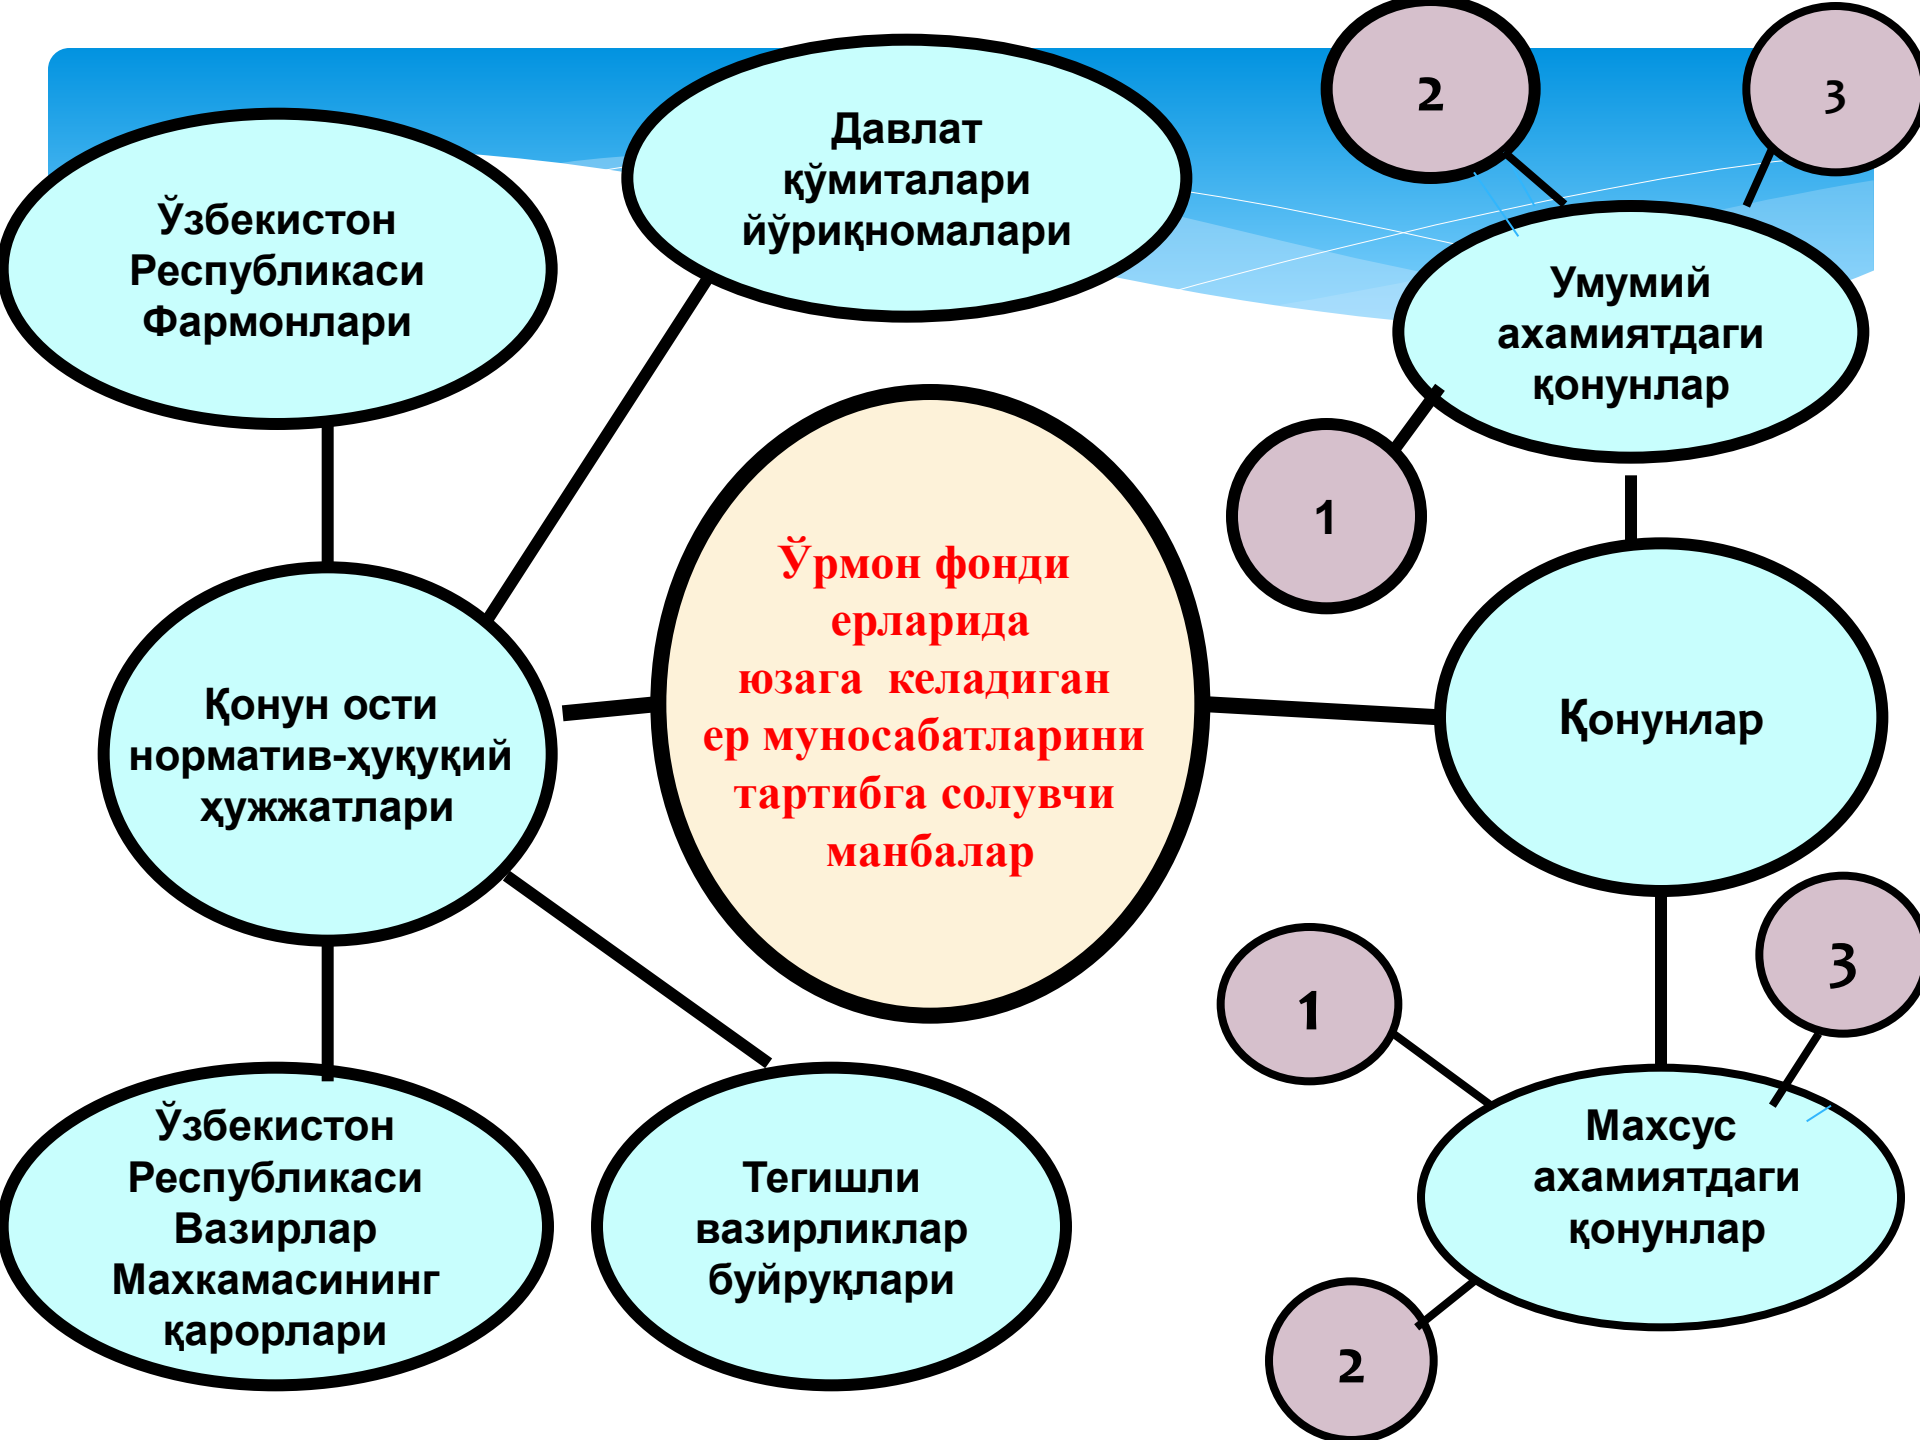 Ўзбекистон
Республикаси
Фармонлари
Давлат
қўмиталари
йўриқномалари
2
3
Умумий
ахамиятдаги
қонунлар
1
Ўрмон фонди
ерларида
юзага келадиган
ер муносабатларини
тартибга солувчи
манбалар
Қонун ости
норматив-ҳуқуқий
ҳужжатлари
Қонунлар
1
3
Махсус
ахамиятдаги
қонунлар
2
Ўзбекистон
Республикаси
Вазирлар
Махкамасининг
қарорлари
Тегишли
вазирликлар
буйруқлари